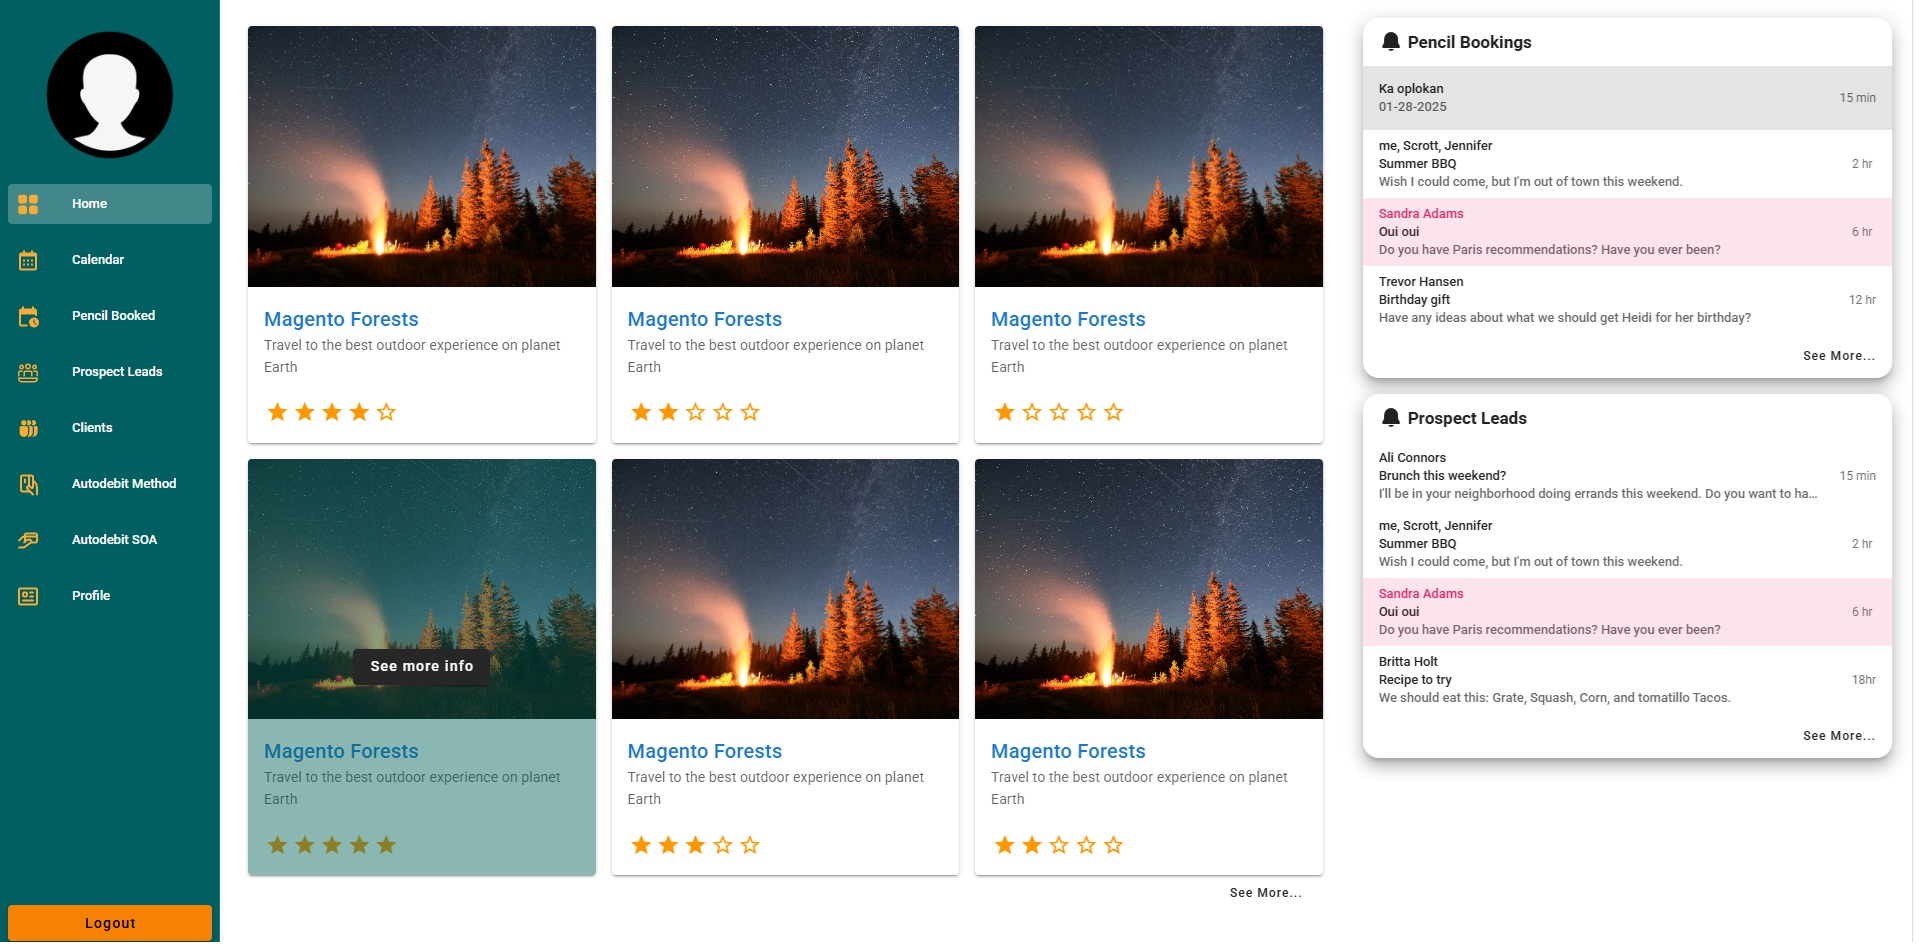 Home
Calendar
Pencil Booked
Prospect Leads
Clients
Autodebit Method
Autodebit SOA
Profile
Logout
Magento Forests
Travel to the best outdoor experience on planet
Earth
Magento Forests
Travel to the best outdoor experience on planet
Earth
Magento Forests
Travel to the best outdoor experience on planet
Earth
See more info
Magento Forests
Travel to the best outdoor experience on planet
Earth
Magento Forests
Travel to the best outdoor experience on planet
Earth
Magento Forests
Travel to the best outdoor experience on planet
Earth
See More...
Pencil Bookings
Ka oplokan
01-28-2025
15 min
me, Scrott, Jennifer
Summer BBQ
2 hr
Wish I could come, but I'm out of town this weekend.
Sandra Adams
Oui oui
6 hr
Do you have Paris recommendations? Have you ever been?
Trevor Hansen
Birthday gift
12 hr
Have any ideas about what we should get Heidi for her birthday?
See More...
Prospect Leads
Ali Connors
Brunch this weekend?
15 min
I'll be in your neighborhood doing errands this weekend. Do you want to ha...
me, Scrott, Jennifer
Summer BBQ
2 hr
Wish I could come, but I'm out of town this weekend.
Sandra Adams
Oui oui
6 hr
Do you have Paris recommendations? Have you ever been?
Britta Holt
Recipe to try
18hr
We should eat this: Grate, Squash, Corn, and tomatillo Tacos.
See More...